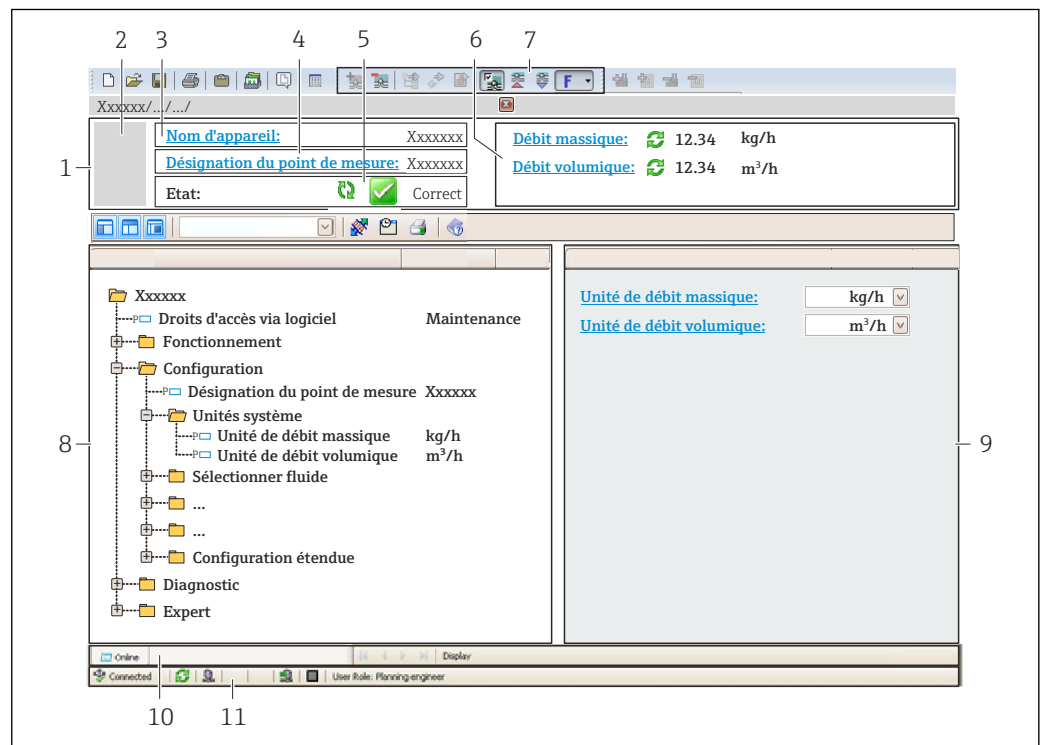 2 3 4 5 6 7
F
Xxxxxx/.../.../
1
Nom d'appareil: Xxxxxxx
Désignation du point de mesure: Xxxxxxx
Etat: Correct
Débit massique: 12.34 kg/h
Débit volumique: 12.34 m³/h
8
Xxxxxx
P Droits d'accès via logiciel Maintenance
Fonctionnement
Configuration
P Désignation du point de mesure Xxxxxx
Unités système
P Unité de débit massique kg/h
P Unité de débit volumique m³/h
Sélectionner fluide
...
...
Configuration étendue
Diagnostic
Expert
Unité de débit massique: kg/h
Unité de débit volumique: m³/h
9
Online Display
Connected User Role: Planning engineer
10 11